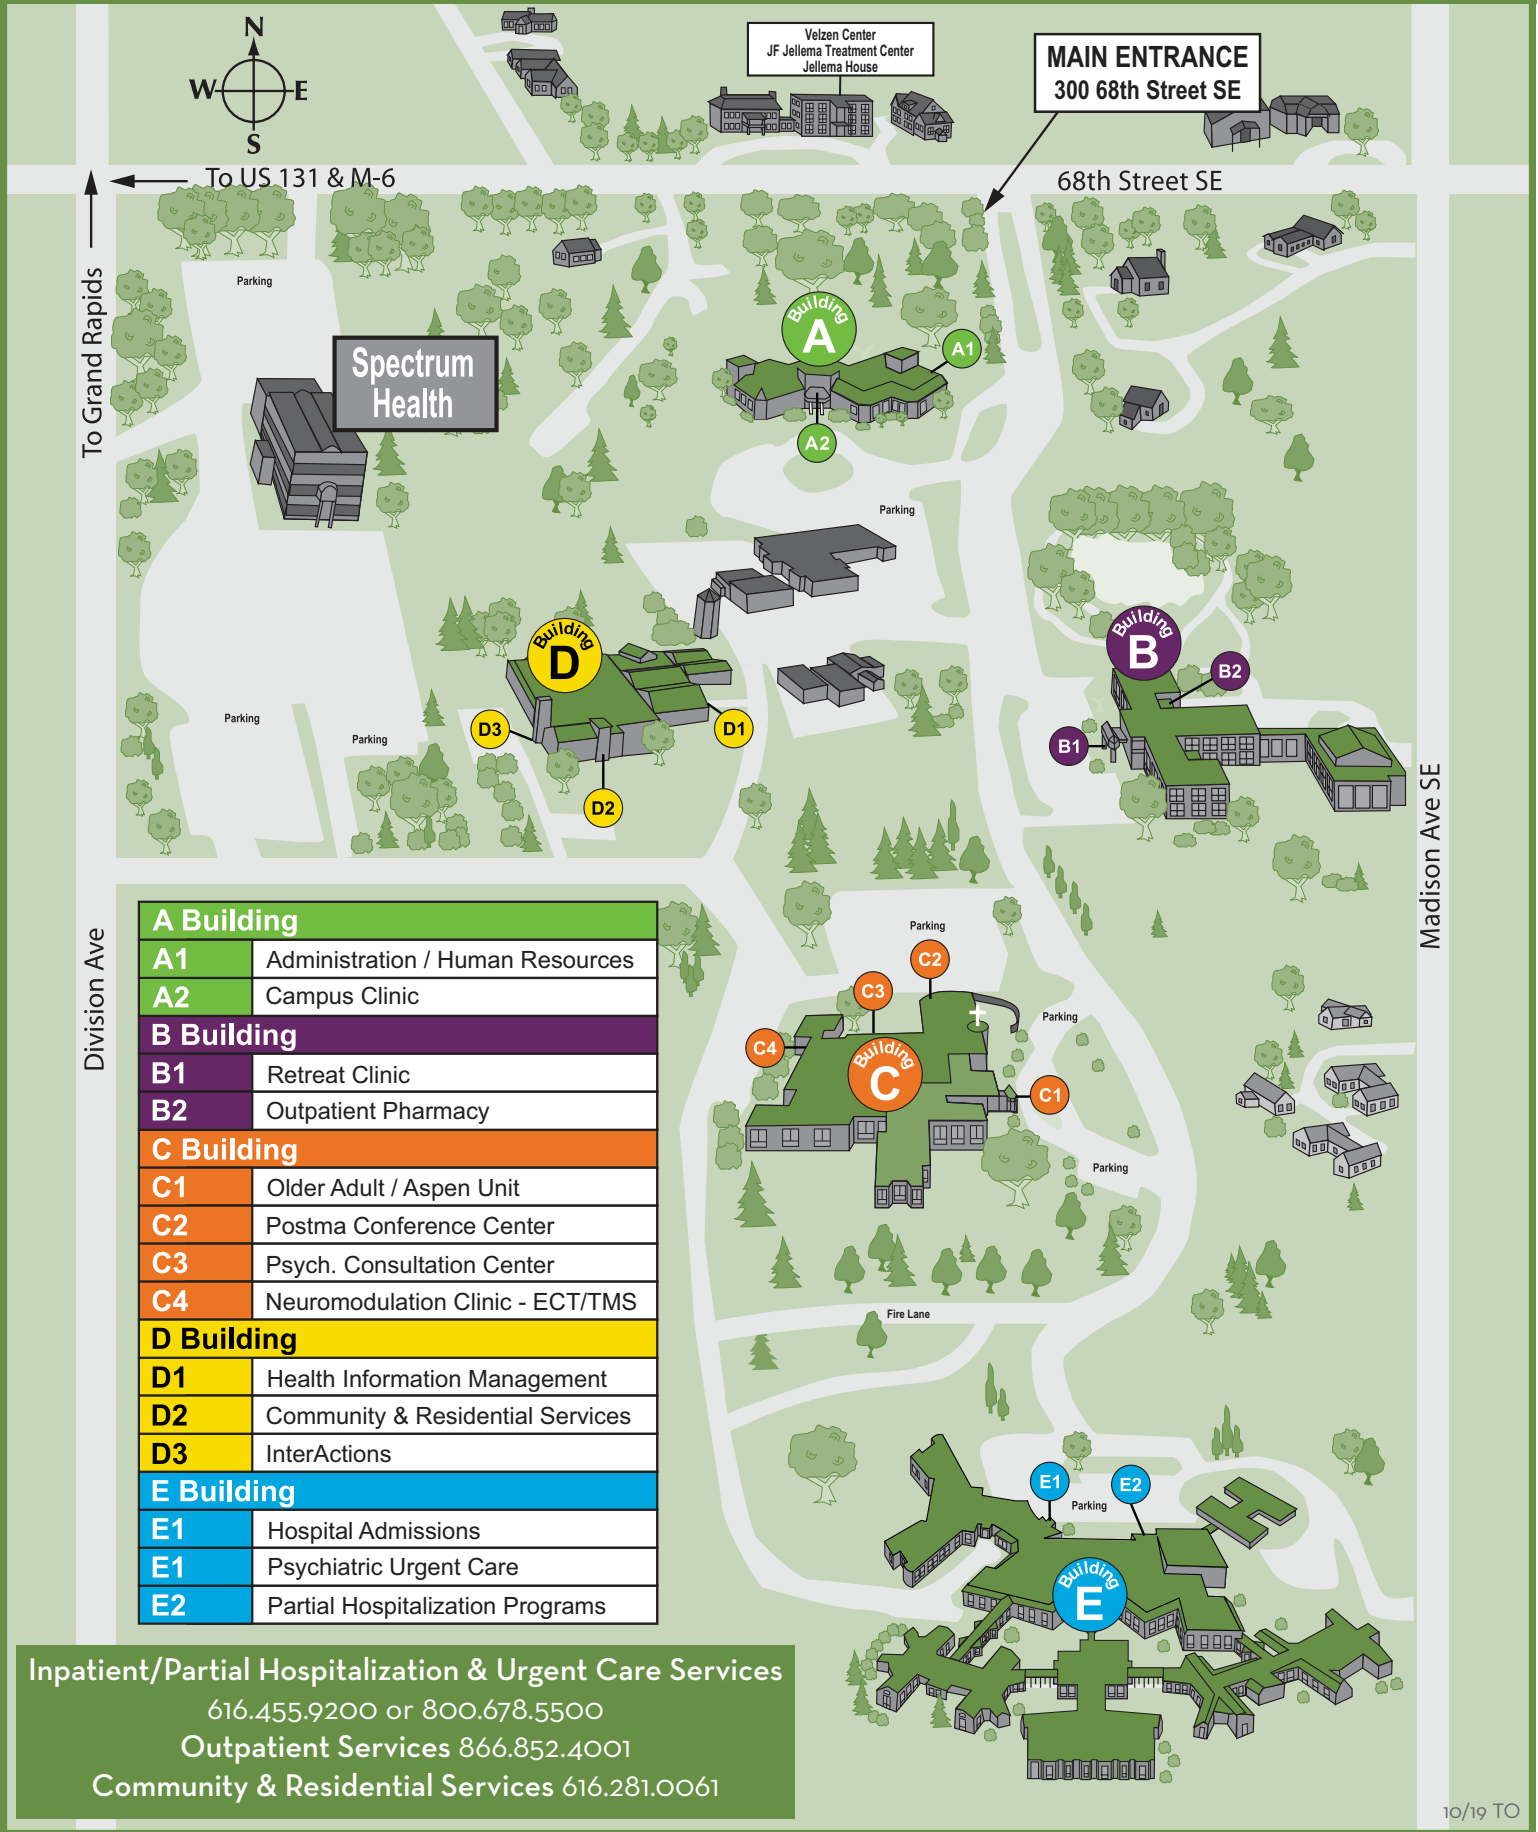 N
W
E
S
Velzen Center
JF Jellema Treatment Center
Jellema House
MAIN ENTRANCE
300 68th Street SE
To US 131 & M-6
68th Street SE
To Grand Rapids
Parking
Spectrum
Health
Building
A
A1
A2
Parking
Building
B
B2
B1
Building
D
D3
D1
D2
Parking
Parking
Madison Ave SE
Division Ave
Parking
C2
C3
C4
Building
C
C1
Parking
Parking
Fire Lane
E1
E2
Parking
Building
E
A Building
A1 Administration / Human Resources
A2 Campus Clinic
B Building
B1 Retreat Clinic
B2 Outpatient Pharmacy
C Building
C1 Older Adult / Aspen Unit
C2 Postma Conference Center
C3 Psych. Consultation Center
C4 Neuromodulation Clinic - ECT/TMS
D Building
D1 Health Information Management
D2 Community & Residential Services
D3 InterActions
E Building
E1 Hospital Admissions
E1 Psychiatric Urgent Care
E2 Partial Hospitalization Programs
Inpatient/Partial Hospitalization & Urgent Care Services
616.455.9200 or 800.678.5500
Outpatient Services 866.852.4001
Community & Residential Services 616.281.0061
10/19 TO